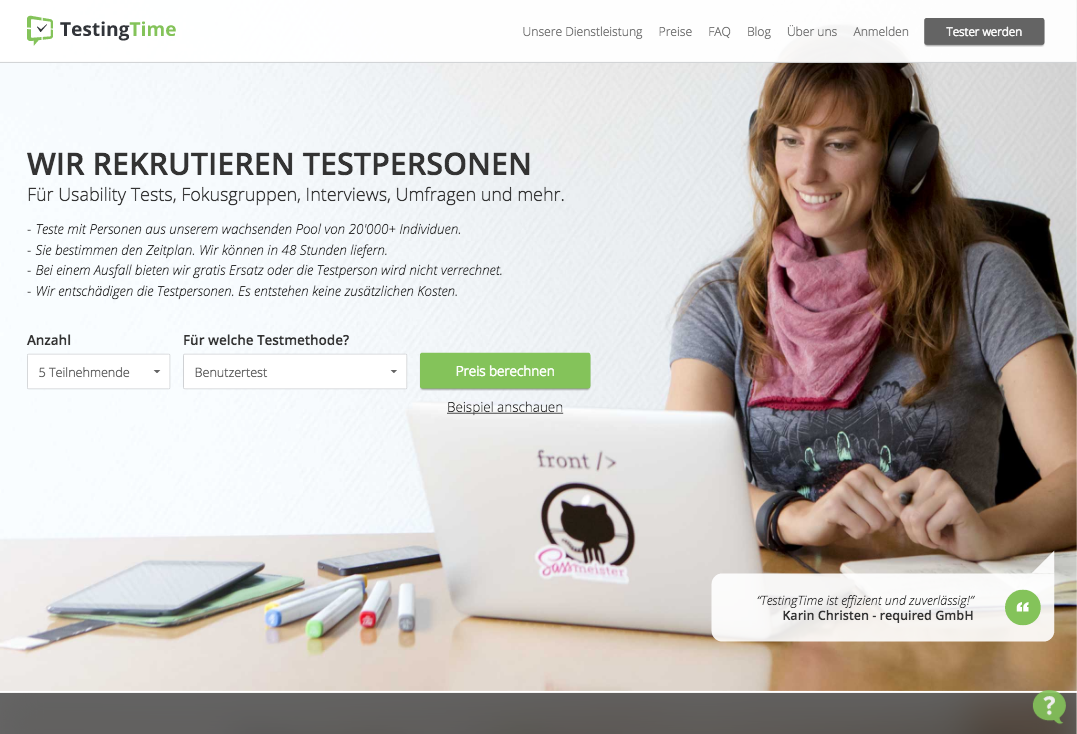 TestingTime
Unsere Dienstleistung Preise FAQ Blog Über uns Anmelden Tester werden
WIR REKRUTIEREN TESTPERSONEN
Für Usability Tests, Fokusgruppen, Interviews, Umfragen und mehr.
- Teste mit Personen aus unserem wachsenden Pool von 20'000+ Individuen.
- Sie bestimmen den Zeitplan. Wir können in 48 Stunden liefern.
- Bei einem Ausfall bieten wir gratis Ersatz oder die Testperson wird nicht verrechnet.
- Wir entschädigen die Testpersonen. Es entstehen keine zusätzlichen Kosten.
Anzahl Für welche Testmethode?
5 Teilnehmende Benutzertest Preis berechnen
Beispiel anschauen
front />
Sassmeister
“TestingTime ist effizient und zuverlässig!”
Karin Christen - required GmbH
?